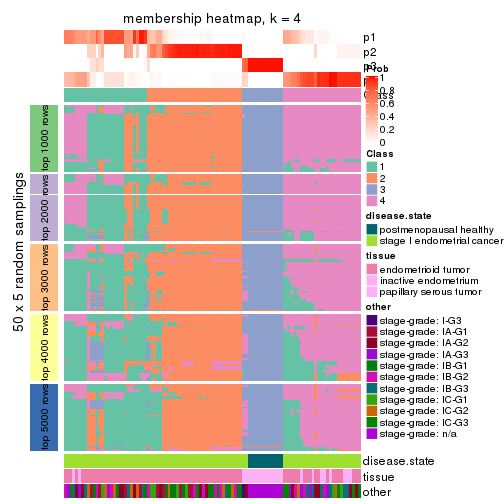 membership heatmap, k = 4
p1
p2
p3
Prob
1
0.8
0.6
0.4
0.2
0
Class
1
2
3
4
disease.state
postmenopausal healthy
stage I endometrial cancer
tissue
endometrioid tumor
inactive endometrium
papillary serous tumor
other
stage-grade: I-G3
stage-grade: IA-G1
stage-grade: IA-G2
stage-grade: IA-G3
stage-grade: IB-G1
stage-grade: IB-G2
stage-grade: IB-G3
stage-grade: IC-G1
stage-grade: IC-G2
stage-grade: IC-G3
stage-grade: n/a
50 x 5 random samplings
top 1000 rows
top 2000 rows
top 3000 rows
top 4000 rows
top 5000 rows
disease.state
tissue
other